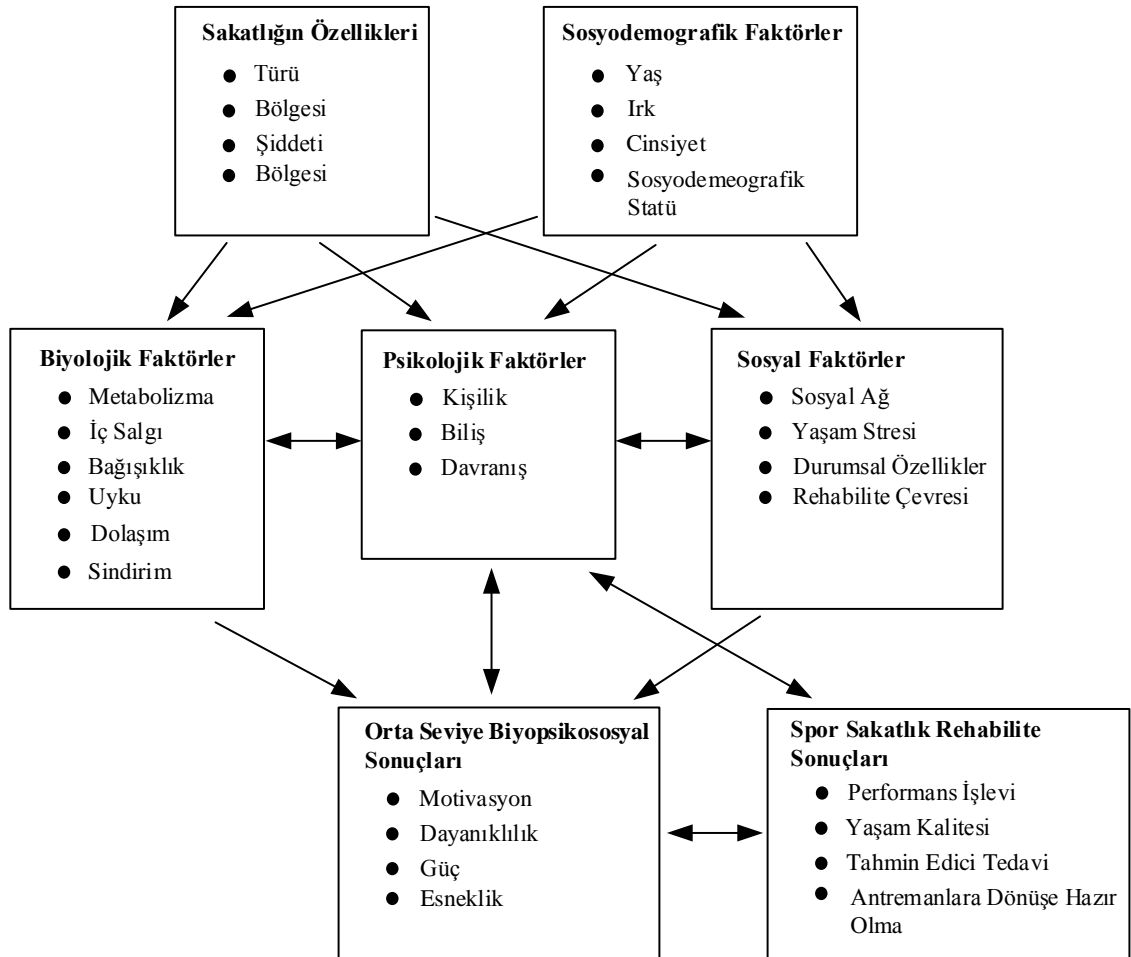 Sakatlığın Özellikleri
Türü
Bölgesi
Şiddeti
Bölgesi
Sosyodemografik Faktörler
Yaş
Irk
Cinsiyet
Sosyodemeografik
Statü
Biyolojik Faktörler
Metabolizma
İç Salgı
Bağışıklık
Uyku
Dolaşım
Sindirim
Psikolojik Faktörler
Kişilik
Biliş
Davranış
Sosyal Faktörler
Sosyal Ağ
Yaşam Stresi
Durumsal Özellikler
Rehabilite Çevresi
Orta Seviye Biyopsikososyal
Sonuçları
Motivasyon
Dayanıklılık
Güç
Esneklik
Spor Sakatlık Rehabilite
Sonuçları
Performans İşlevi
Yaşam Kalitesi
Tahmin Edici Tedavi
Antremanlara Dönüşe Hazır
Olma